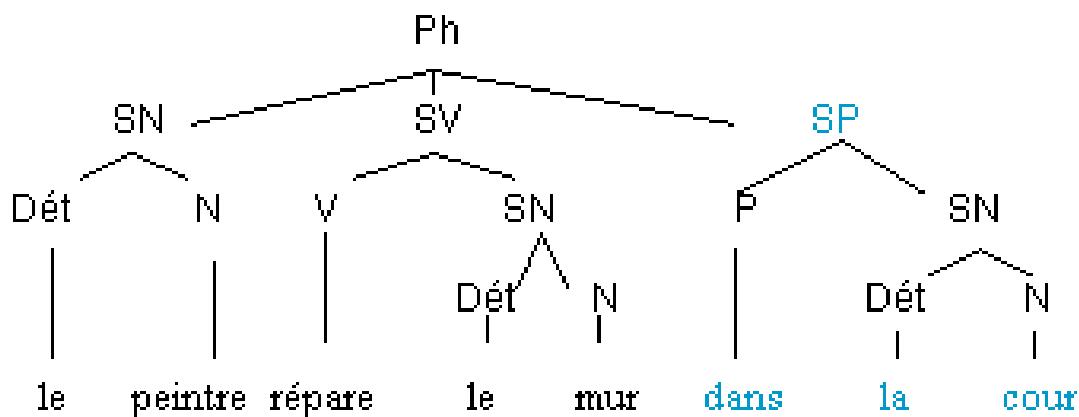 Ph
SN SV SP
Dét N V SN P SN
Dét N Dét N
le peintre répare le mur dans la cour